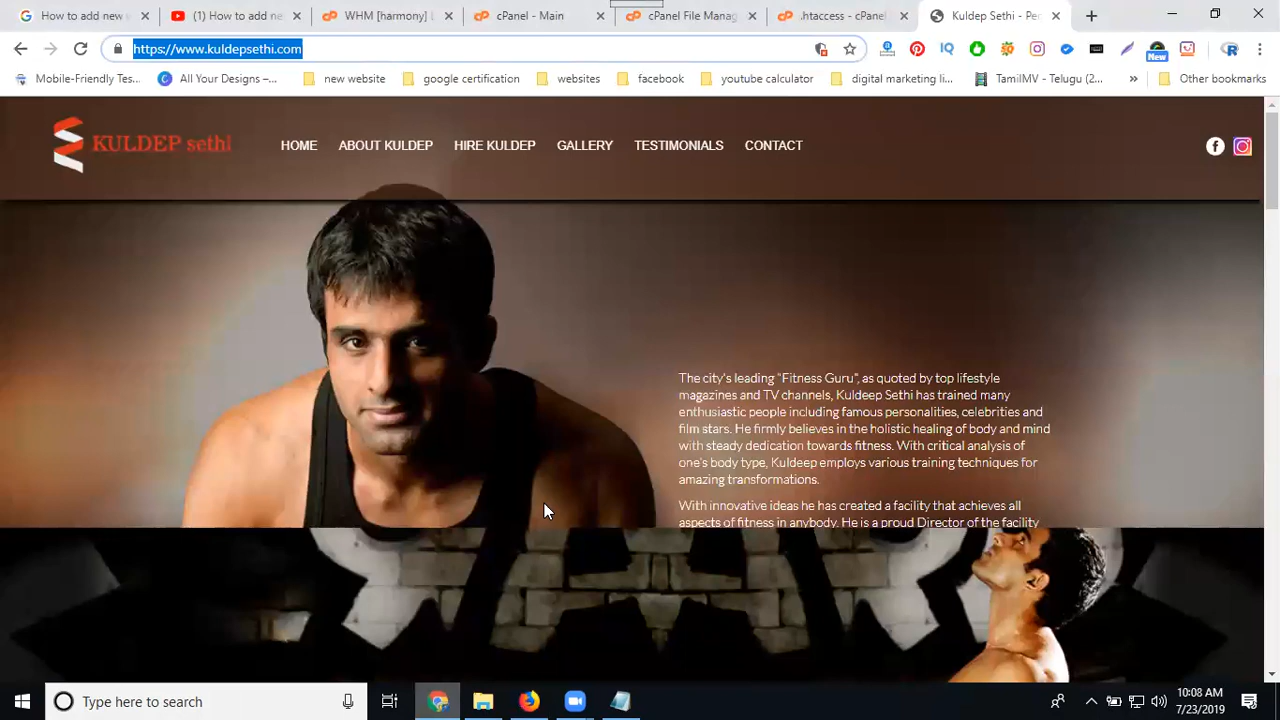 How to add new
(1) How to add ne
WHM [harmony]
cPanel - Main
cPanel File Manag
.htaccess - cPanel
Kuldep Sethi - Per
https://www.kuldepsethi.com
New
Mobile-Friendly Tes...
All Your Designs –...
new website
google certification
websites
facebook
youtube calculator
digital marketing li...
TamilMV - Telugu (2...
Other bookmarks
KULDEP sethi
HOME
ABOUT KULDEP
HIRE KULDEP
GALLERY
TESTIMONIALS
CONTACT
The city's leading "Fitness Guru", as quoted by top lifestyle
magazines and TV channels, Kuldeep Sethi has trained many
enthusiastic people including famous personalities, celebrities and
film stars. He firmly believes in the holistic healing of body and mind
with steady dedication towards fitness. With critical analysis of
one's body type, Kuldeep employs various training techniques for
amazing transformations.
With innovative ideas he has created a facility that achieves all
aspects of fitness in anybody. He is a proud Director of the facility
Type here to search
10:08 AM
7/23/2019